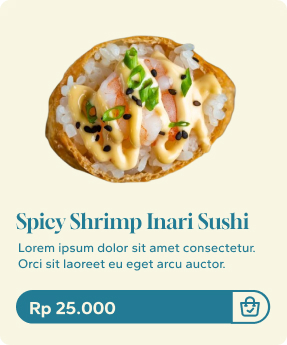 Spicy Shrimp Inari Sushi
Lorem ipsum dolor sit amet consectetur.
Orci sit laoreet eu eget arcu auctor.
Rp 25.000